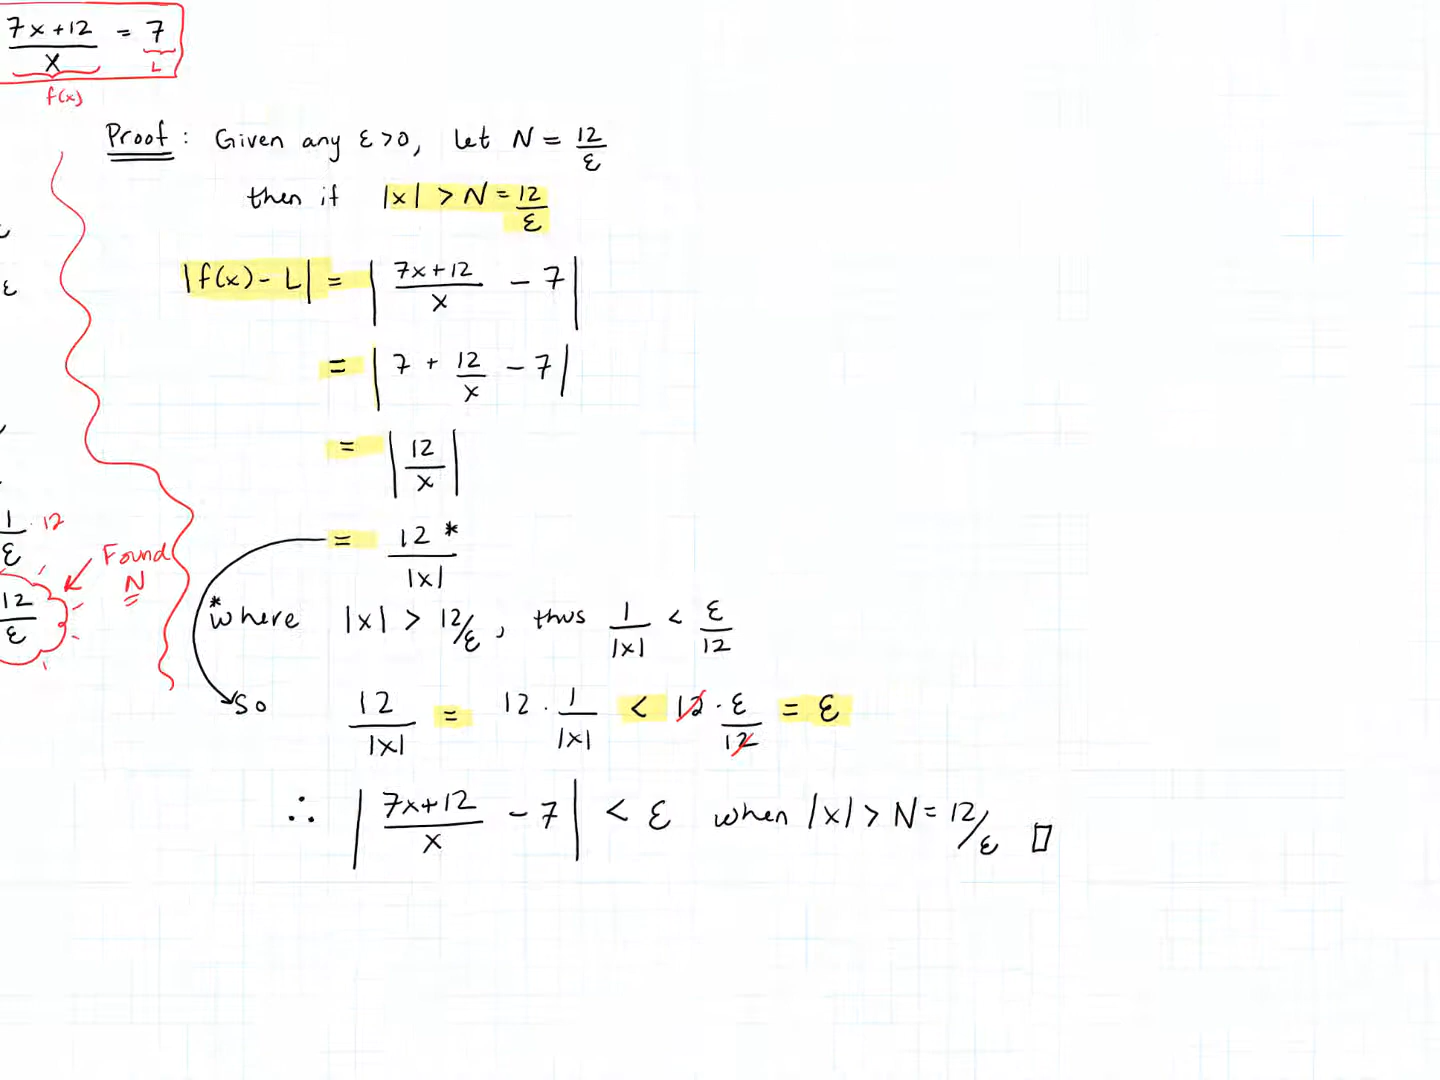 7x+12 = 7
x
f(x)
L
Proof: Given any ε>0, let N = 12/ε
then if |x| > N = 12/ε
|f(x) - L| = | (7x+12)/x - 7 |
= | 7 + 12/x - 7 |
= | 12/x |
= 12*/|x|
*where |x| > 12/ε, thus 1/|x| < ε/12
So 12/|x| = 12 · 1/|x| < 12 · ε/12 = ε
∴ | (7x+12)/x - 7 | < ε when |x| > N = 12/ε
ε
1/ε · 12
Found
N
12/ε